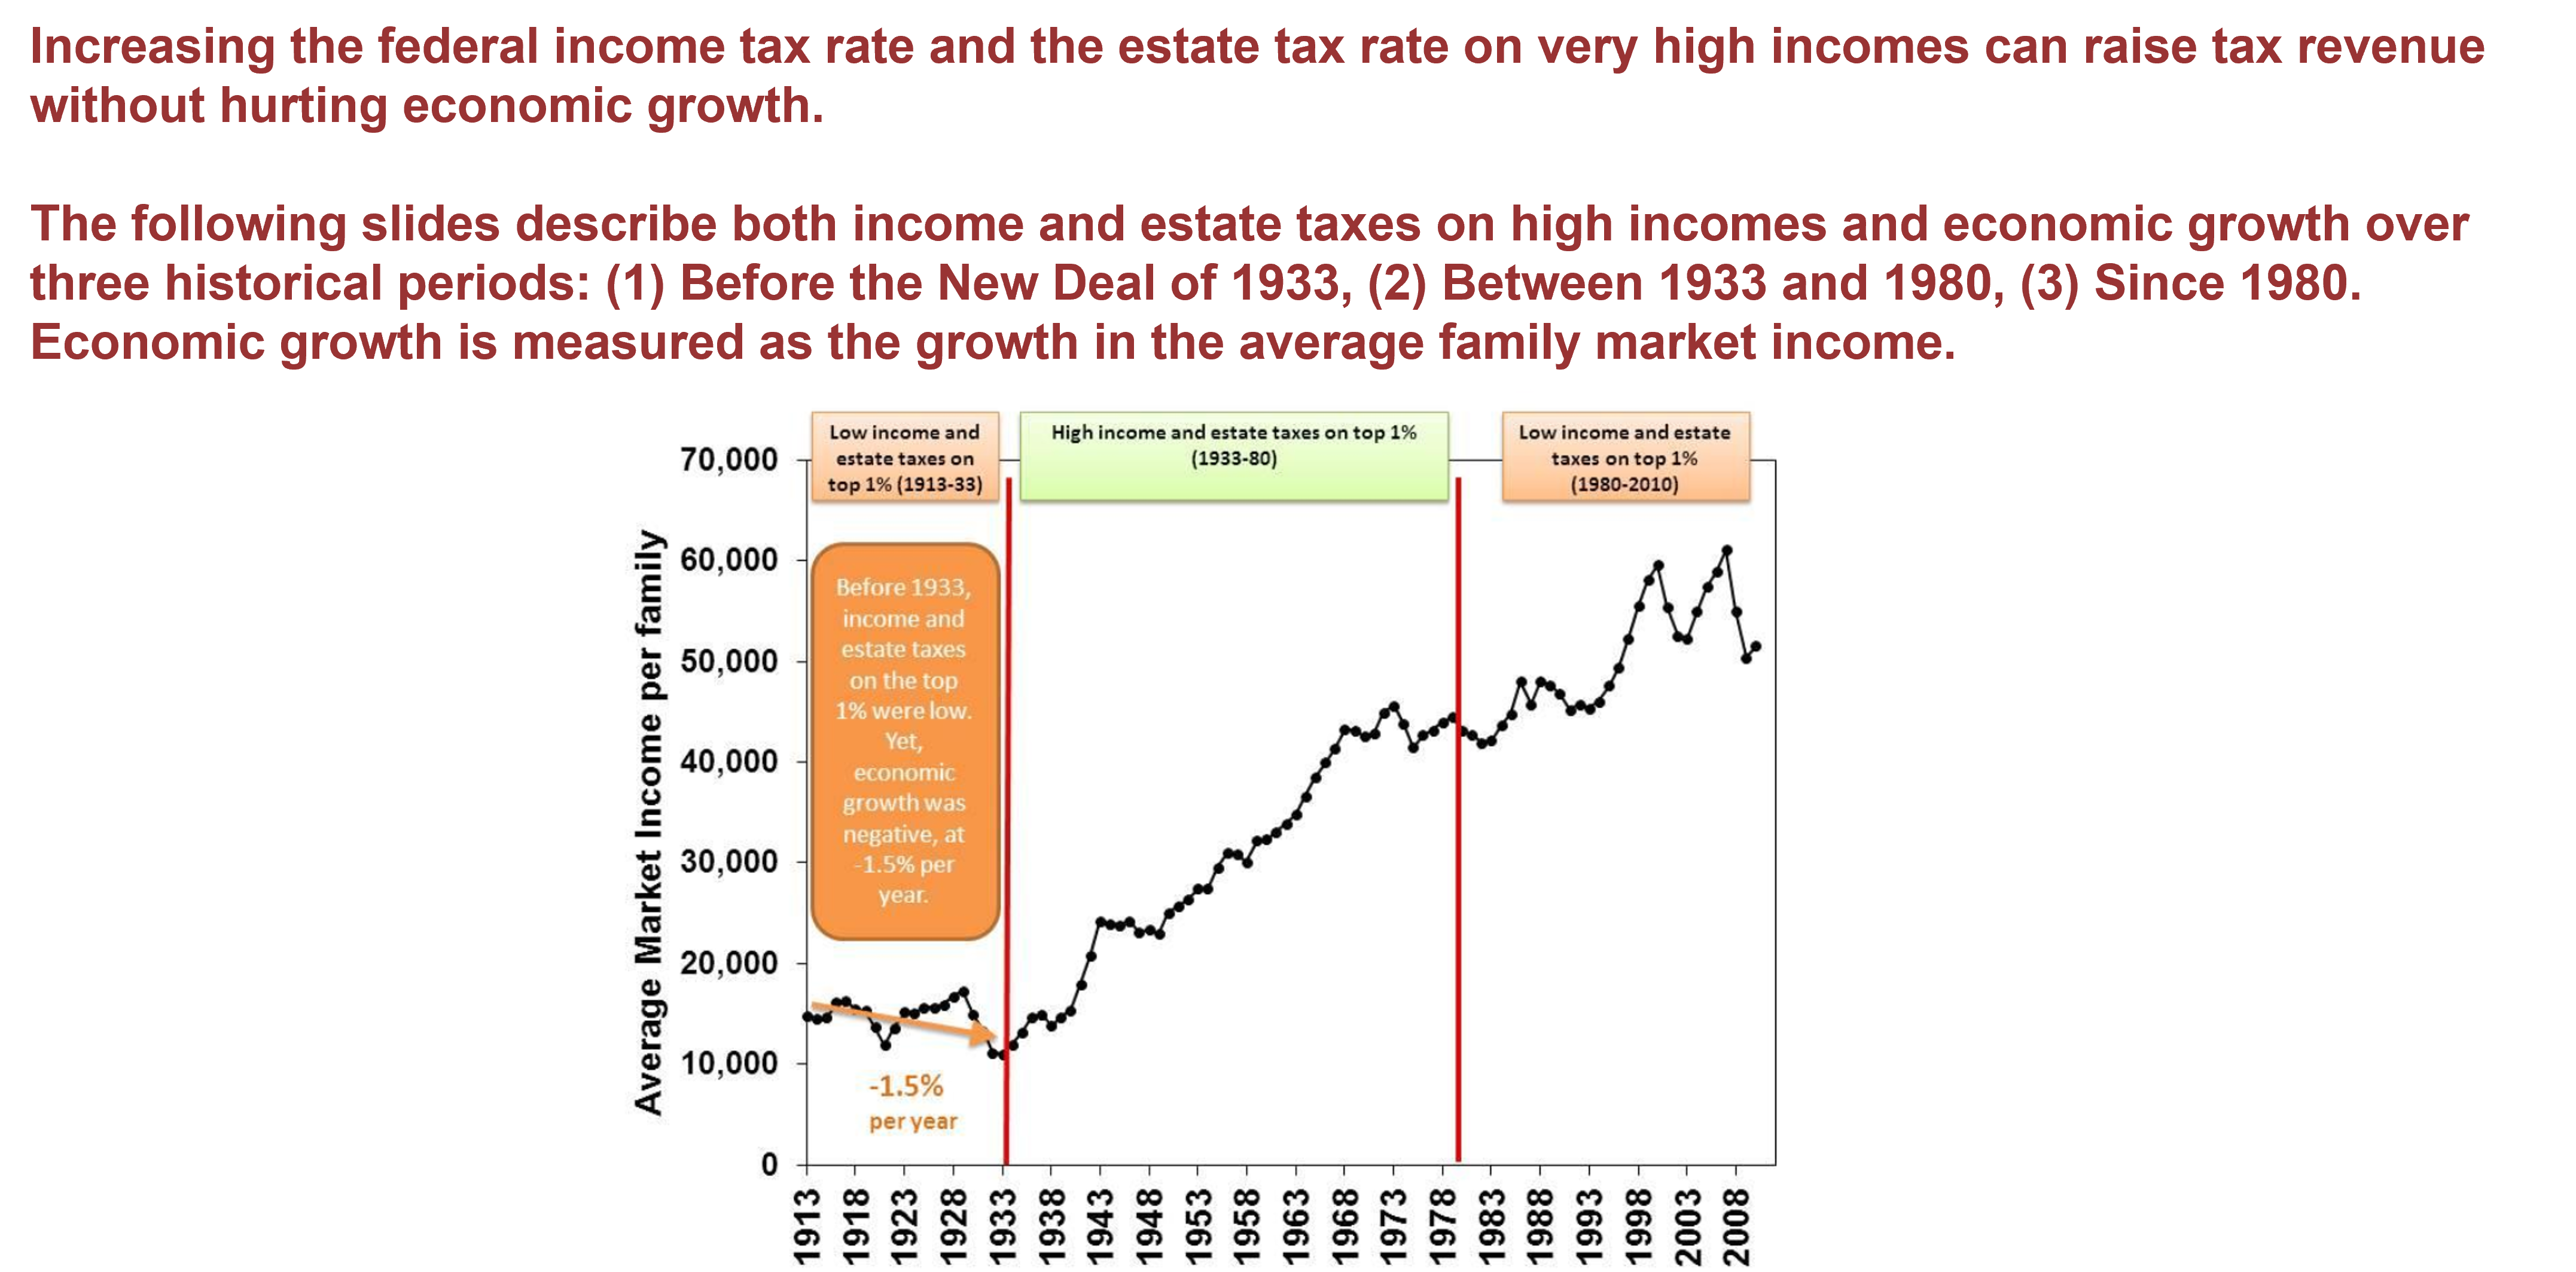 Increasing the federal income tax rate and the estate tax rate on very high incomes can raise tax revenue
without hurting economic growth.
The following slides describe both income and estate taxes on high incomes and economic growth over
three historical periods: (1) Before the New Deal of 1933, (2) Between 1933 and 1980, (3) Since 1980.
Economic growth is measured as the growth in the average family market income.
Low income and
estate taxes on
top 1% (1913-33)
High income and estate taxes on top 1%
(1933-80)
Low income and estate
taxes on top 1%
(1980-2010)
Average Market Income per family
70,000
60,000
50,000
40,000
30,000
20,000
10,000
0
Before 1933,
income and
estate taxes
on the top
1% were low.
Yet,
economic
growth was
negative, at
-1.5% per
year.
-1.5%
per year
1913
1918
1923
1928
1933
1938
1943
1948
1953
1958
1963
1968
1973
1978
1983
1988
1993
1998
2003
2008